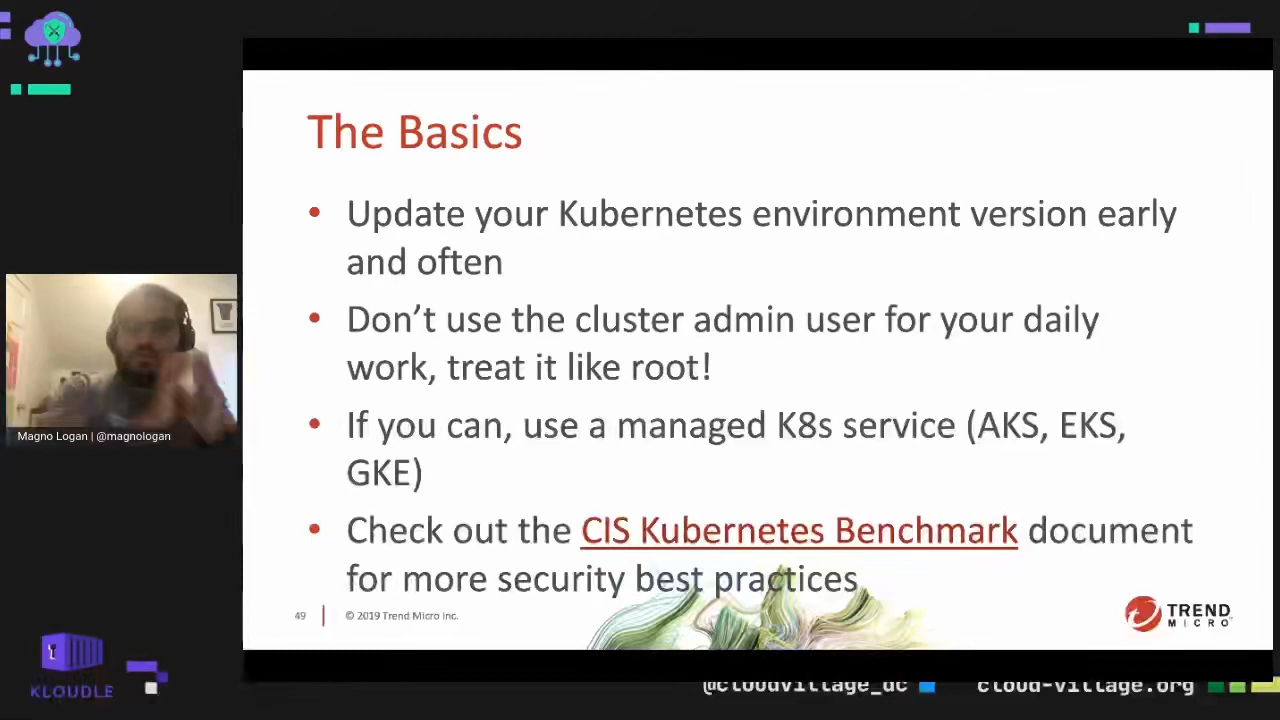 The Basics
• Update your Kubernetes environment version early
and often
• Don't use the cluster admin user for your daily
work, treat it like root!
• If you can, use a managed K8s service (AKS, EKS,
GKE)
• Check out the CIS Kubernetes Benchmark document
for more security best practices
49
© 2019 Trend Micro Inc.
TREND
MICRO
Magno Logan | @magnologan
KLOUDLE
@cloudvillage_dc
cloud-village.org